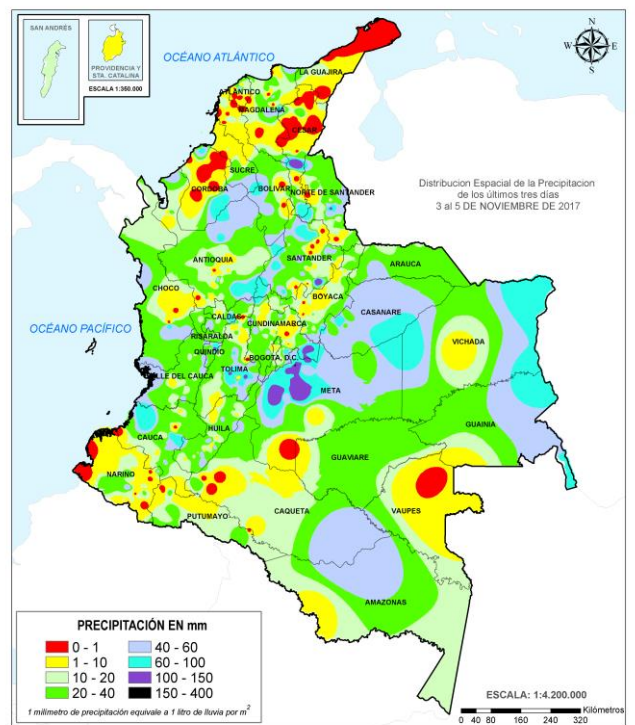 SAN ANDRÉS
PROVIDENCIA Y
STA. CATALINA
ESCALA 1:360.000
OCÉANO ATLÁNTICO
N
W
E
S
LA GUAJIRA
ATLÁNTICO
MAGDALENA
CESAR
SUCRE
CORDOBA
BOLIVAR
NORTE DE SANTANDER
Distribucion Espacial de la Precipitacion
de los últimos tres días
3 al 5 DE NOVIEMBRE DE 2017
ANTIOQUIA
SANTANDER
ARAUCA
CHOCO
BOYACA
CASANARE
OCÉANO PACÍFICO
CALDAS
CUNDINAMARCA
RISARALDA
VICHADA
QUINDIO
BOGOTA, D.C.
TOLIMA
VALLE DEL CAUCA
META
GUAINIA
HUILA
CAUCA
GUAVIARE
NARIÑO
CAQUETA
VAUPES
PUTUMAYO
AMAZONAS
PRECIPITACIÓN EN mm
0 - 1
40 - 60
1 - 10
60 - 100
10 - 20
100 - 150
20 - 40
150 - 400
1 milímetro de precipitación equivale a 1 litro de lluvia por m²
ESCALA: 1:4.200.000
Kilómetros
0 40 80 160 240 320